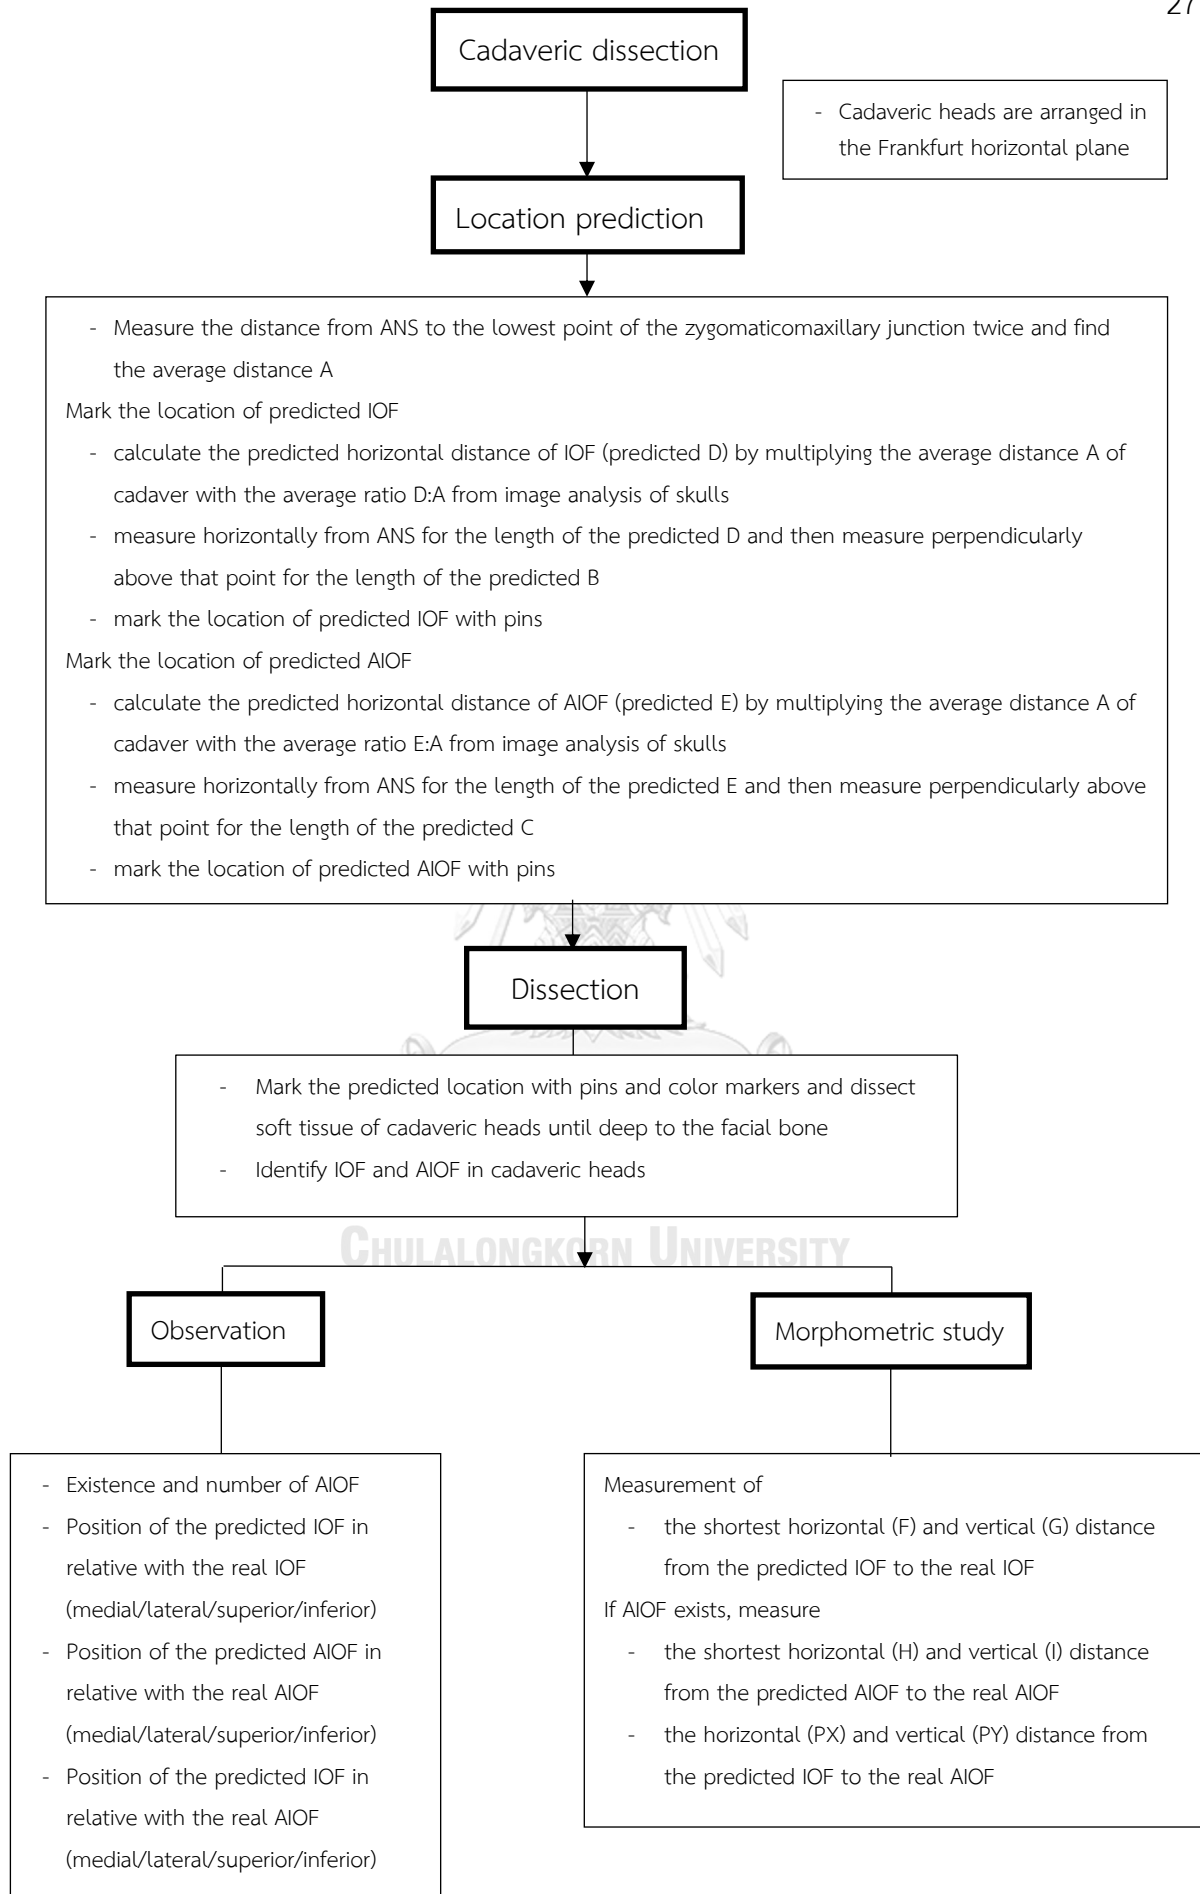 27
Cadaveric dissection
- Cadaveric heads are arranged in
the Frankfurt horizontal plane
Location prediction
- Measure the distance from ANS to the lowest point of the zygomaticomaxillary junction twice and find
the average distance A
Mark the location of predicted IOF
- calculate the predicted horizontal distance of IOF (predicted D) by multiplying the average distance A of
cadaver with the average ratio D:A from image analysis of skulls
- measure horizontally from ANS for the length of the predicted D and then measure perpendicularly
above that point for the length of the predicted B
- mark the location of predicted IOF with pins
Mark the location of predicted AIOF
- calculate the predicted horizontal distance of AIOF (predicted E) by multiplying the average distance A of
cadaver with the average ratio E:A from image analysis of skulls
- measure horizontally from ANS for the length of the predicted E and then measure perpendicularly above
that point for the length of the predicted C
- mark the location of predicted AIOF with pins
Dissection
- Mark the predicted location with pins and color markers and dissect
soft tissue of cadaveric heads until deep to the facial bone
- Identify IOF and AIOF in cadaveric heads
CHULALONGKORN UNIVERSITY
Observation
- Existence and number of AIOF
- Position of the predicted IOF in
relative with the real IOF
(medial/lateral/superior/inferior)
- Position of the predicted AIOF in
relative with the real AIOF
(medial/lateral/superior/inferior)
- Position of the predicted IOF in
relative with the real AIOF
(medial/lateral/superior/inferior)
Morphometric study
Measurement of
- the shortest horizontal (F) and vertical (G) distance
from the predicted IOF to the real IOF
If AIOF exists, measure
- the shortest horizontal (H) and vertical (I) distance
from the predicted AIOF to the real AIOF
- the horizontal (PX) and vertical (PY) distance from
the predicted IOF to the real AIOF